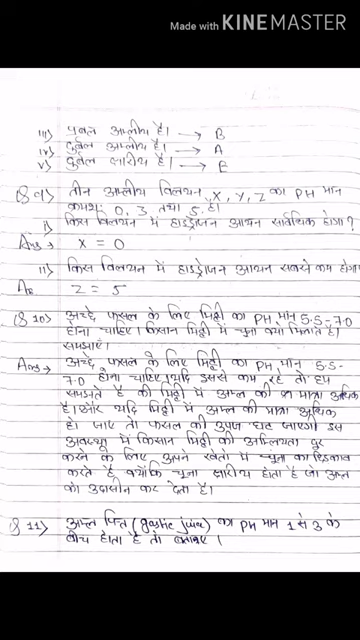 Made with KINEMASTER
iii) प्रबल अम्लीय है। → B
iv) दुर्बल अम्लीय है। → A
v) दुर्बल क्षारीय है। → E
Q 9) तीन अम्लीय विलयन X, Y, Z का PH मान
क्रमशः 0, 3 तथा 5 है।
i) किस विलयन में हाइड्रोजन आयन सर्वाधिक होगा?
Ans X = 0
ii) किस विलयन में हाइड्रोजन आयन सबसे कम होगा
As Z = 5
Q 10) अच्छे फसल के लिए मिट्टी का PH मान 5.5-7.0
होना चाहिए। किसान मिट्टी में चूना क्यों मिलाते है।
समझाएं।
Ans: अच्छे फसल के लिए मिट्टी का PH मान 5.5-
7.0 होना चाहिए। यदि इससे कम रहे तो हम
समझते है की मिट्टी में अम्ल की मात्रा अधिक
है। और यदि मिट्टी में अम्ल की मात्रा अधिक
हो जाए तो फसल की उपज घट जाएगी। इस
अवस्था में किसान मिट्टी की अम्लियता दूर
करने के लिए अपने खेतों में चूना का छिड़काव
करते है क्योंकि चूना क्षारीय होता है जो अम्ल
को उदासीन कर देता है।
Q 11) अम्ल पित्त (gastic juice) का PH मान 1 से 3 के
बीच होता है तो बताइए।